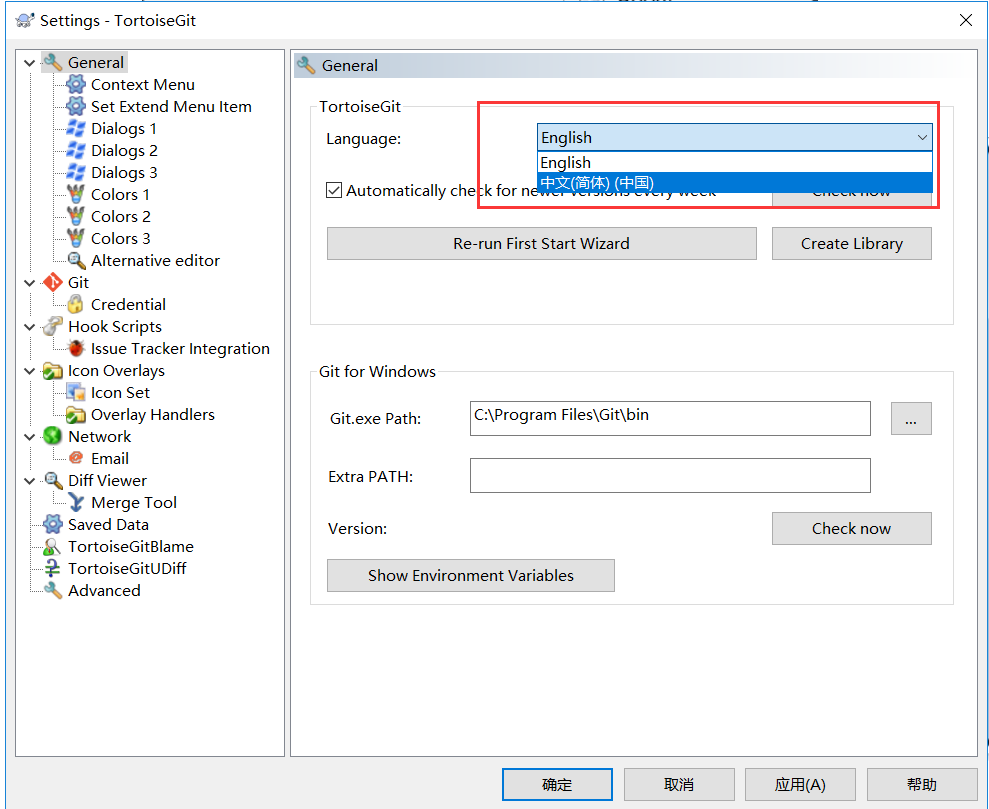 Settings - TortoiseGit
General
Context Menu
Set Extend Menu Item
Dialogs 1
Dialogs 2
Dialogs 3
Colors 1
Colors 2
Colors 3
Alternative editor
Git
Credential
Hook Scripts
Issue Tracker Integration
Icon Overlays
Icon Set
Overlay Handlers
Network
Email
Diff Viewer
Merge Tool
Saved Data
TortoiseGitBlame
TortoiseGitUDiff
Advanced
General
TortoiseGit
Language:
English
English
中文(简体) (中国)
Automatically check for newer versions every week
Check now
Re-run First Start Wizard
Create Library
Git for Windows
Git.exe Path:
C:\Program Files\Git\bin
...
Extra PATH:
Version:
Check now
Show Environment Variables
确定
取消
应用(A)
帮助